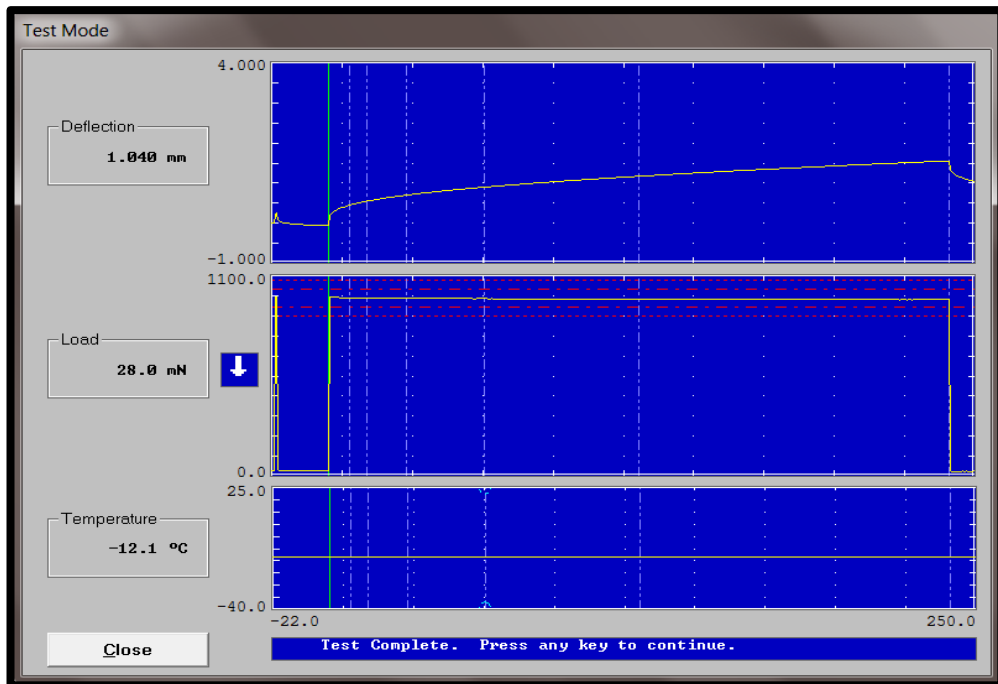 Test Mode
4.000
Deflection
1.040 mm
-1.000
1100.0
Load
28.0 mN
0.0
25.0
Temperature
-12.1 ºC
-40.0
-22.0
250.0
Close
Test Complete. Press any key to continue.